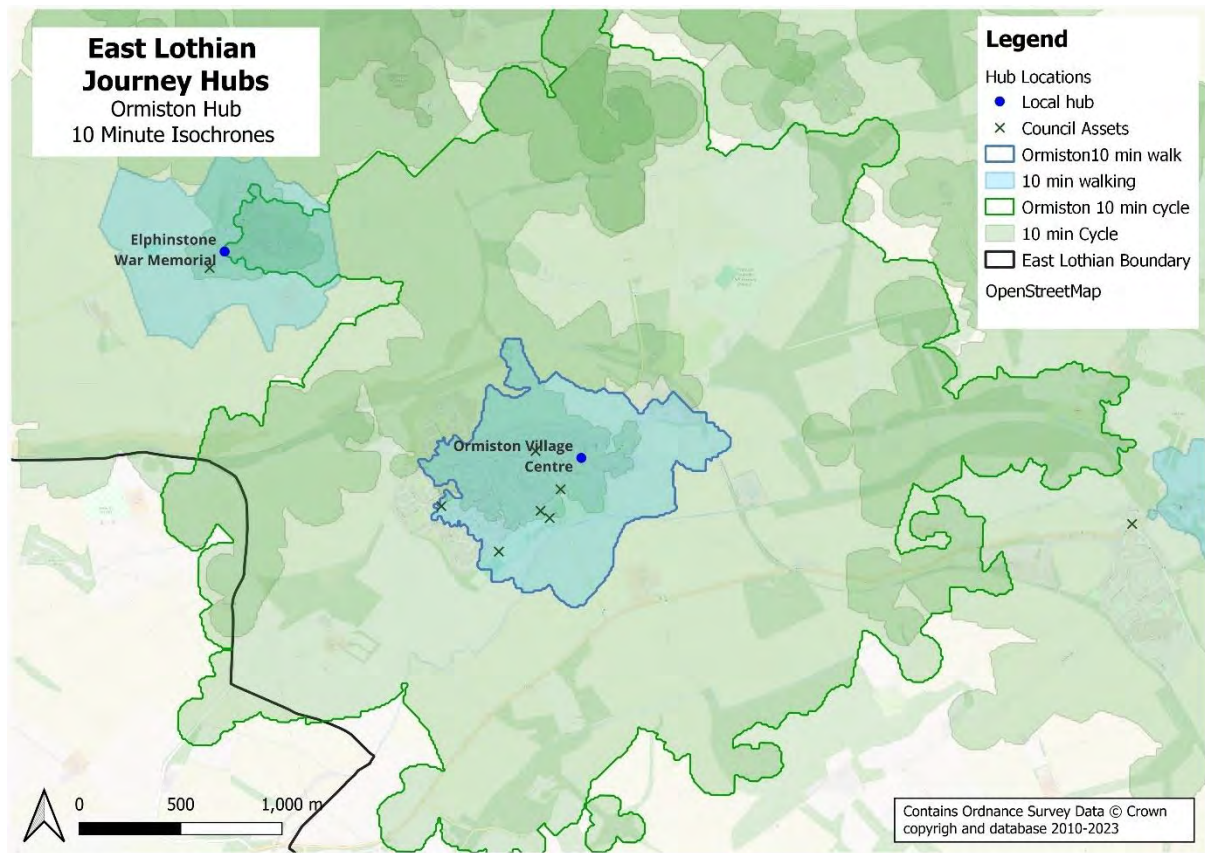 East Lothian
Journey Hubs
Ormiston Hub
10 Minute Isochrones
Legend
Hub Locations
Local hub
Council Assets
Ormiston10 min walk
10 min walking
Ormiston 10 min cycle
10 min Cycle
East Lothian Boundary
OpenStreetMap
Elphinstone
War Memorial
Ormiston Village
Centre
0 500 1,000 m
Contains Ordnance Survey Data © Crown
copyrigh and database 2010-2023